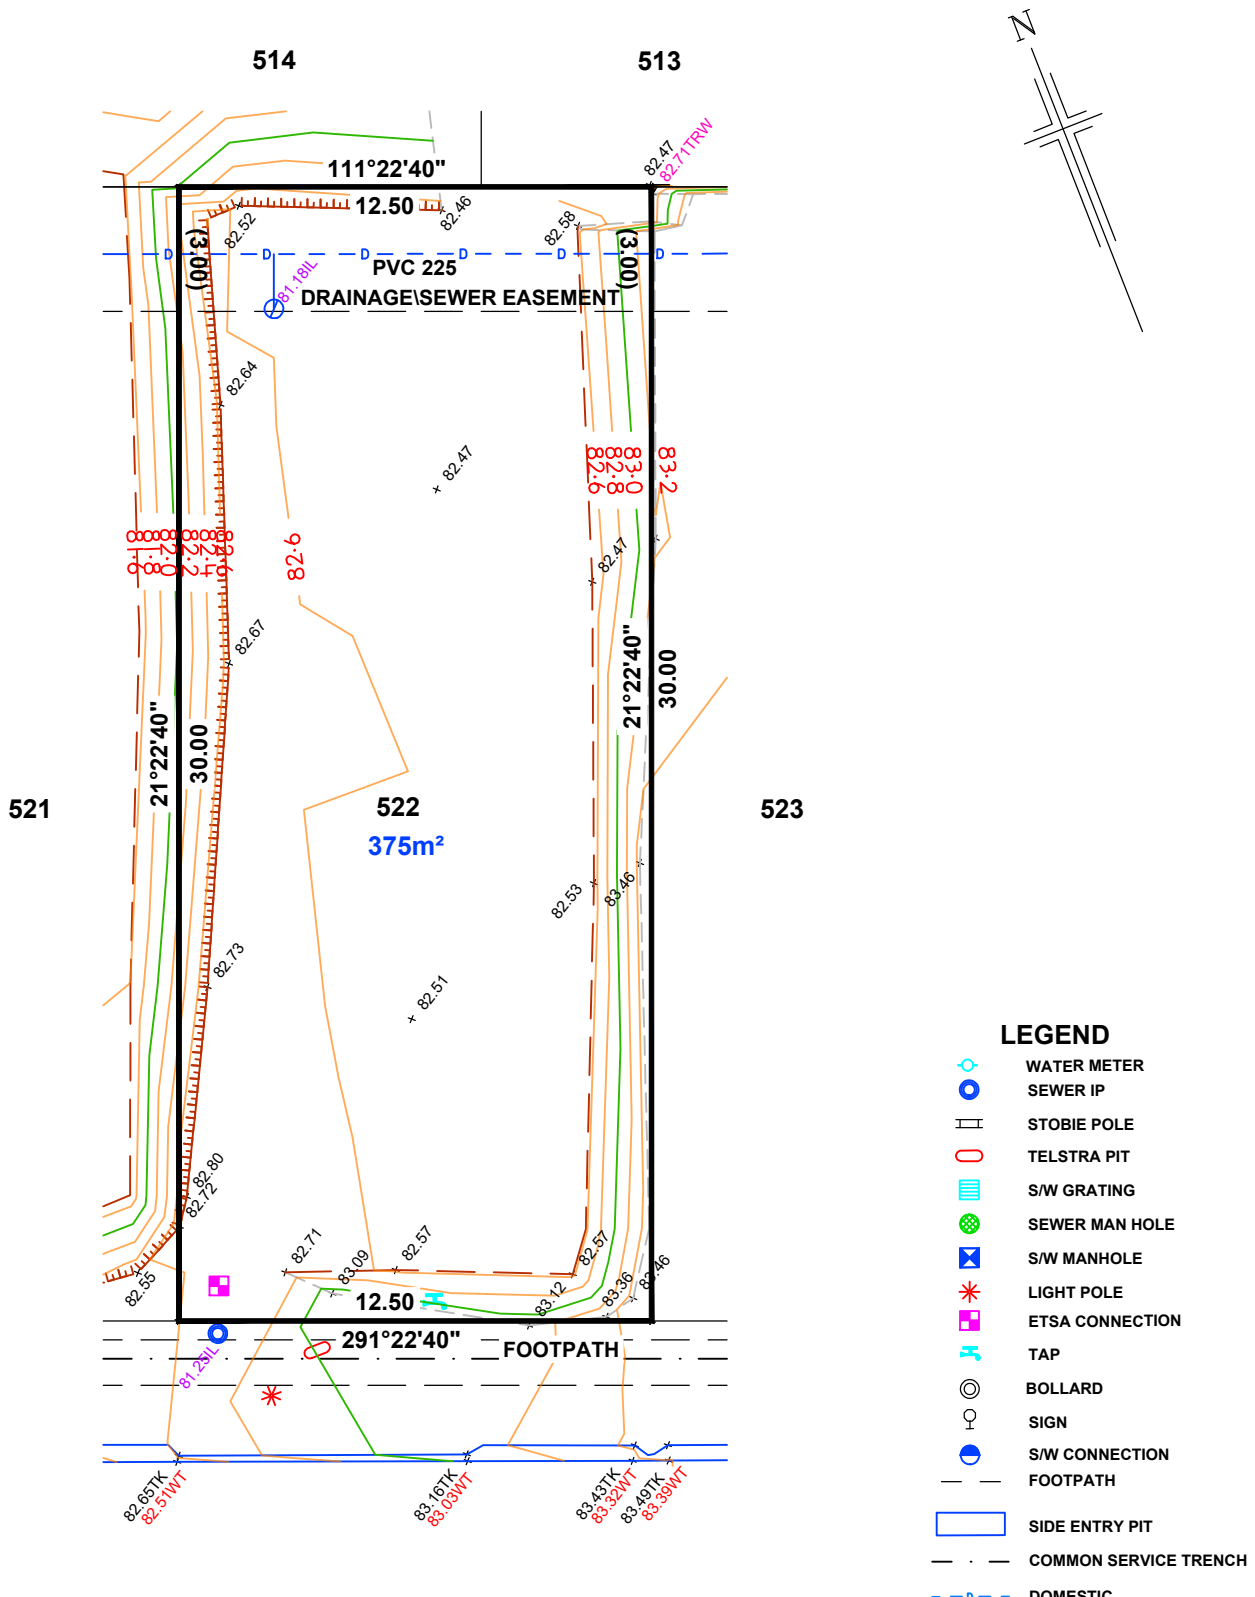 514
513
N
111°22'40"
12.50
82.47
82.71TRW
82.52
82.46
82.58
(3.00)
(3.00)
D D D D D D
PVC 225
81.18IL
DRAINAGE\SEWER EASEMENT
82.64
82.47
82.6
82.8
83.0
83.2
81.6
81.8
82.0
82.2
82.4
82.6
82.6
82.47
82.67
21°22'40"
30.00
21°22'40"
30.00
521
522
375m²
523
82.53
83.46
82.73
82.51
82.80
82.72
82.55
82.71
83.09
82.57
82.57
83.12
83.36
83.46
12.50
291°22'40"
FOOTPATH
81.25IL
82.65TK
82.51WT
83.16TK
83.03WT
83.43TK
83.32WT
83.49TK
83.39WT
LEGEND
WATER METER
SEWER IP
STOBIE POLE
TELSTRA PIT
S/W GRATING
SEWER MAN HOLE
S/W MANHOLE
LIGHT POLE
ETSA CONNECTION
TAP
BOLLARD
SIGN
S/W CONNECTION
FOOTPATH
SIDE ENTRY PIT
COMMON SERVICE TRENCH
D DOMESTIC